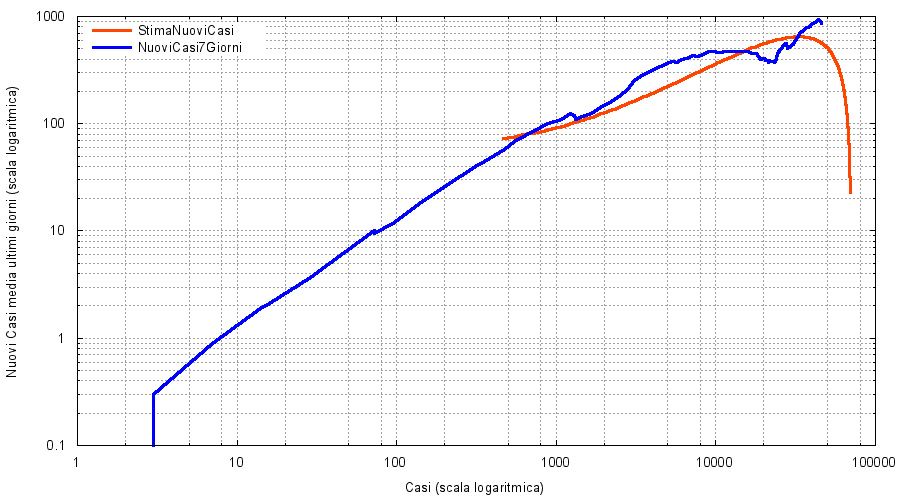 1000
StimaNuoviCasi
NuoviCasi7Giorni
100
10
1
0.1
Nuovi Casi media ultimi giorni (scala logaritmica)
1
10
100
1000
10000
100000
Casi (scala logaritmica)